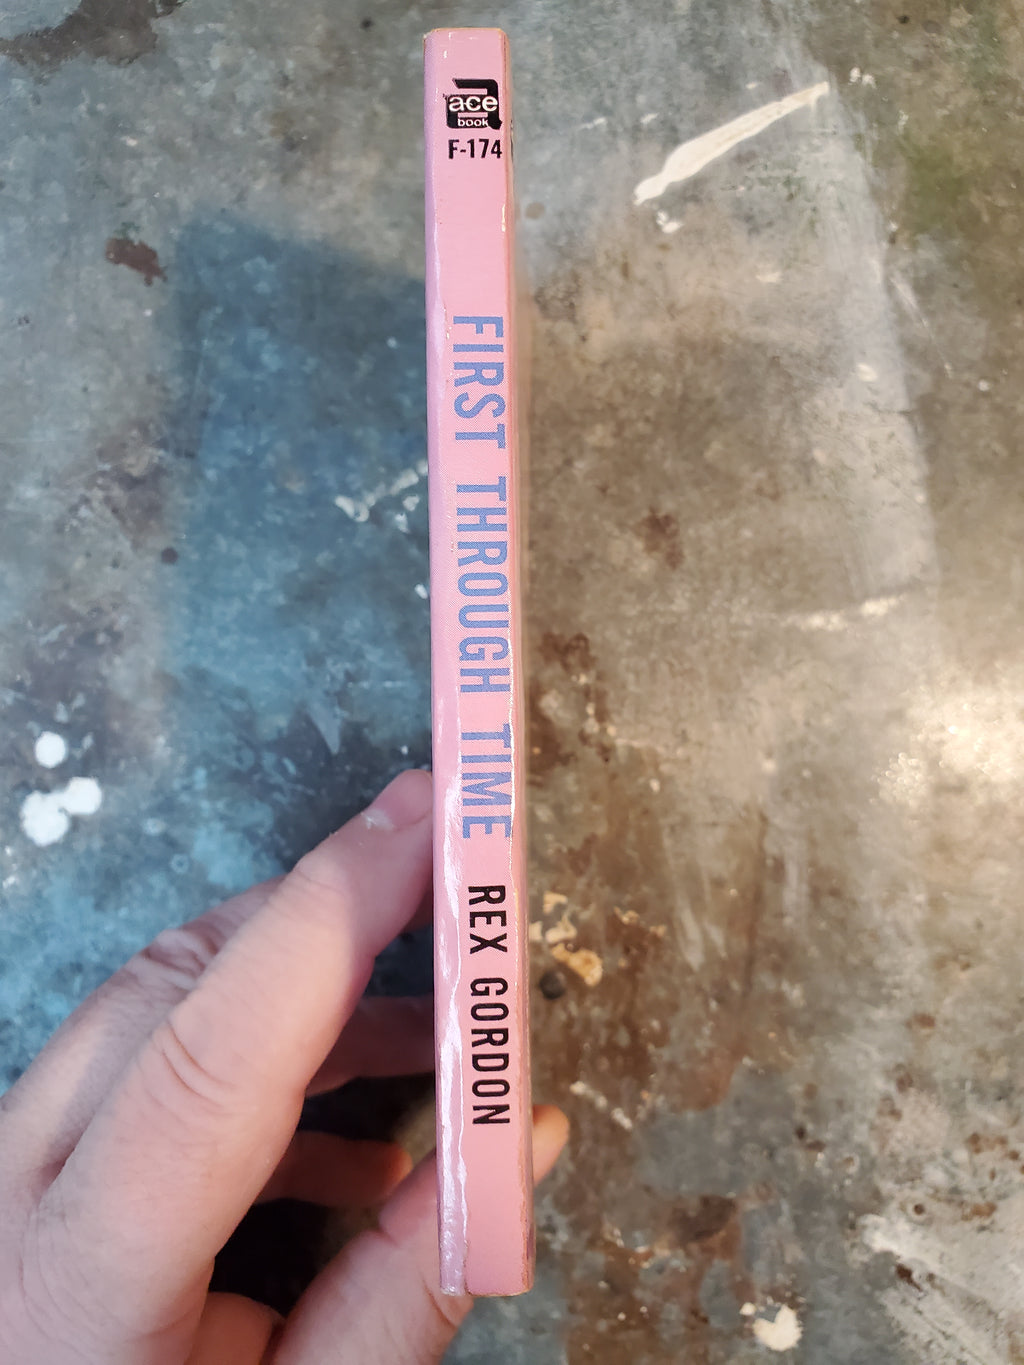 ace
book
F-174
FIRST THROUGH TIME
REX GORDON